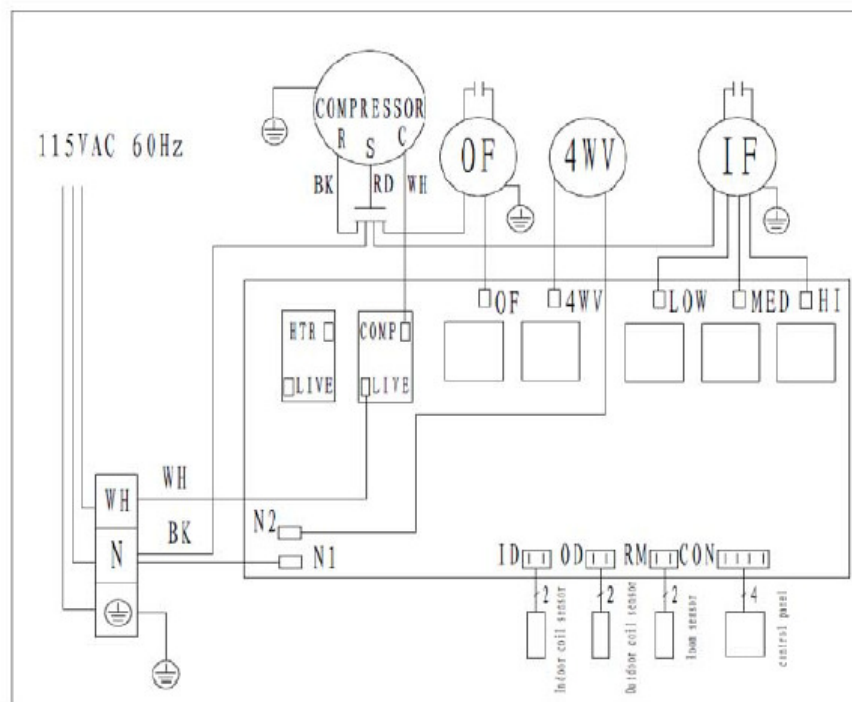 115VAC 60Hz
COMPRESSOR
R S C
BK RD WH
OF
4WV
IF
OF
4WV
LOW
MED
HI
HTR
LIVE
COMP
LIVE
WH
WH
N
BK
N2
N1
ID OD RM CON
2 2 2 4
Indoor coil sensor
Outdoor coil sensor
Toom sensor
control panel